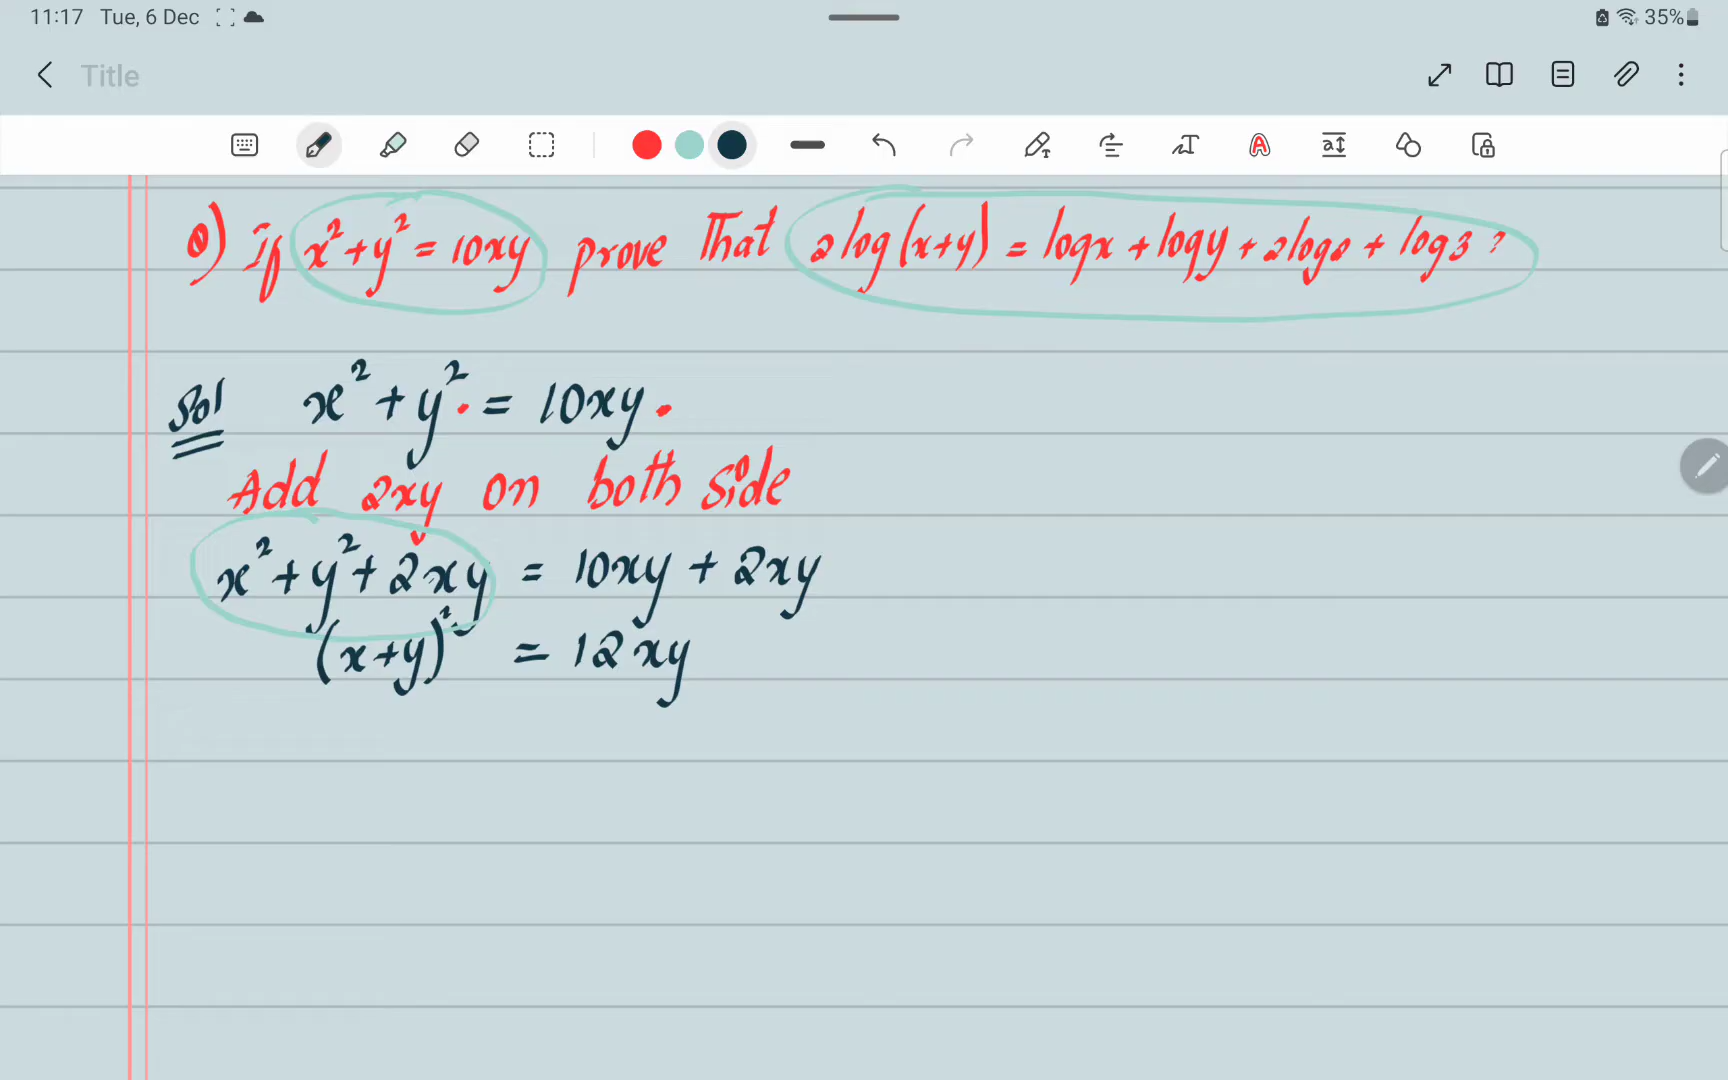 11:17 Tue, 6 Dec 35%
Title
Q) If x²+y² = 10xy prove That 2log(x+y) = logx + logy + 2log2 + log3 ?
Sol x²+y² = 10xy
Add 2xy on both side
x²+y²+2xy = 10xy + 2xy
(x+y)² = 12xy